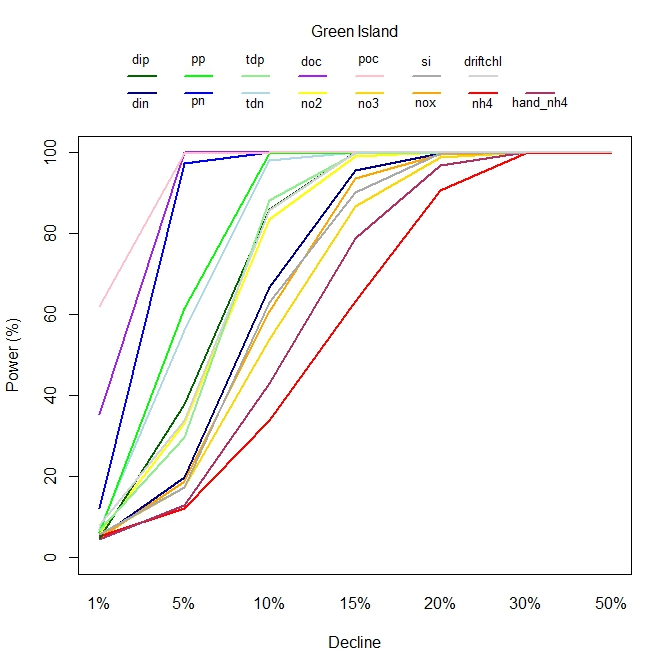 Green Island
dip pp tdp doc poc si driftchl
din pn tdn no2 no3 nox nh4 hand_nh4
100
80
60
40
20
0
Power (%)
1% 5% 10% 15% 20% 30% 50%
Decline